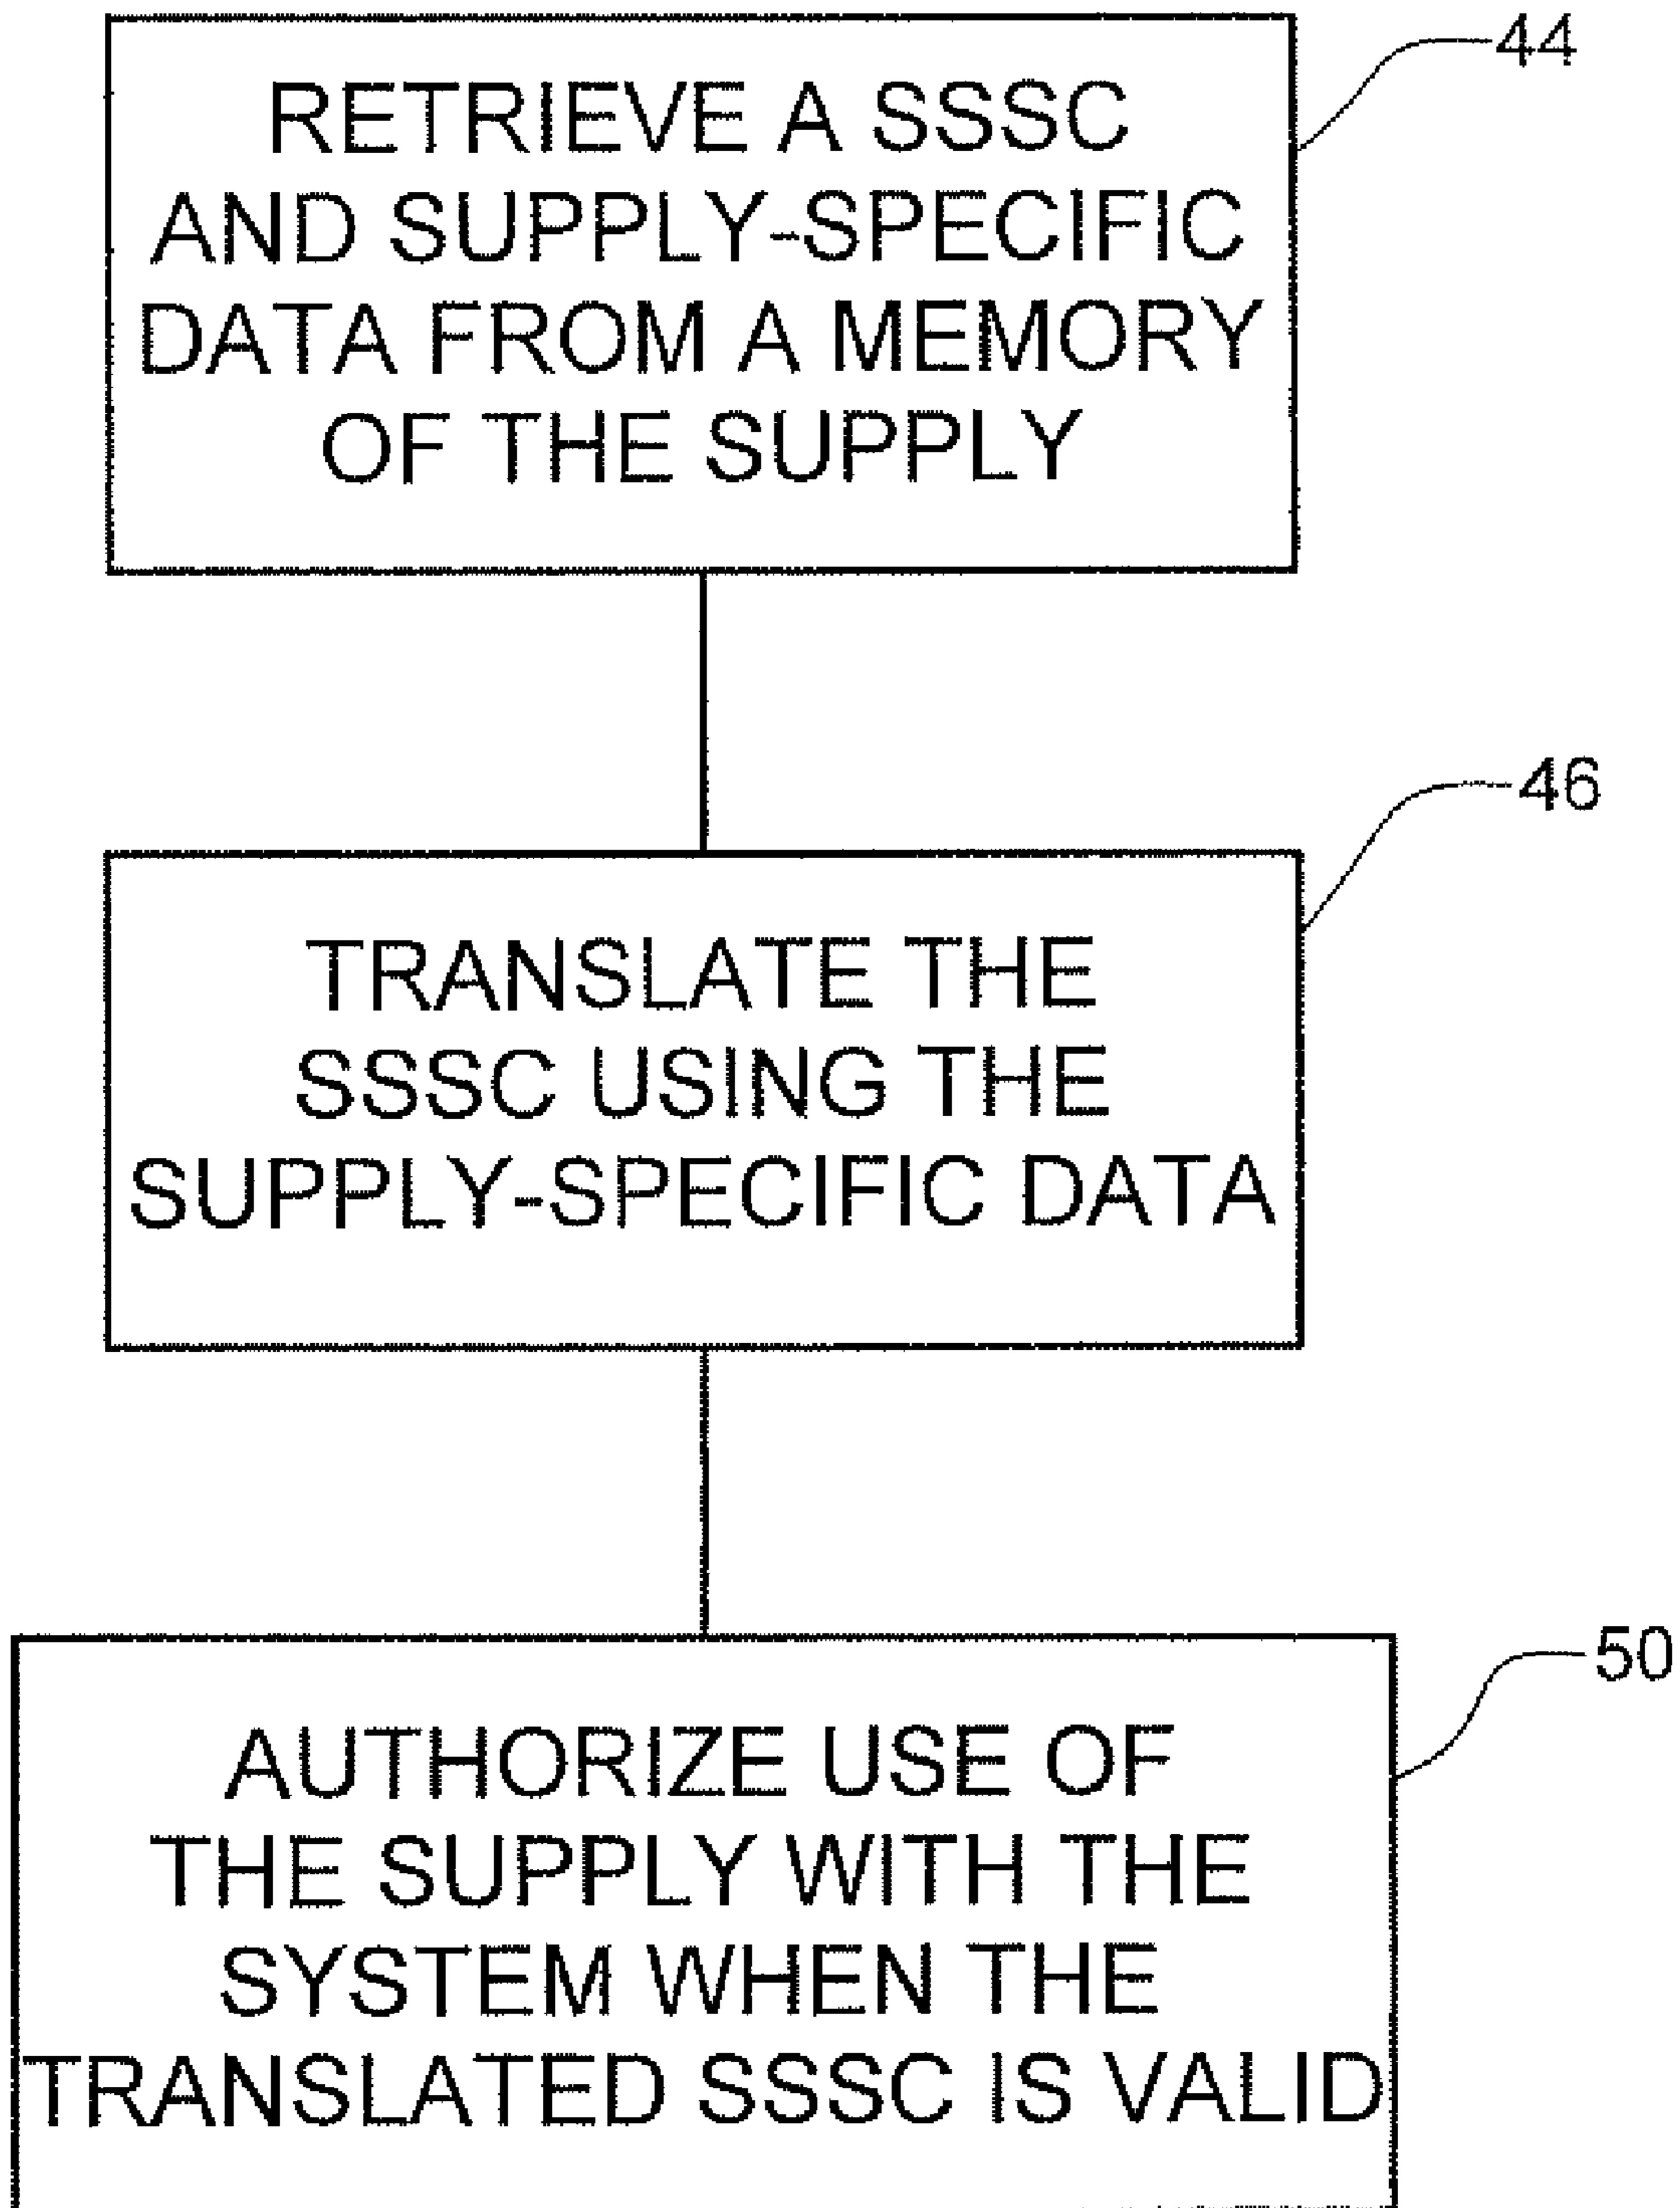 RETRIEVE A SSSC
AND SUPPLY-SPECIFIC
DATA FROM A MEMORY
OF THE SUPPLY
44
TRANSLATE THE
SSSC USING THE
SUPPLY-SPECIFIC DATA
46
AUTHORIZE USE OF
THE SUPPLY WITH THE
SYSTEM WHEN THE
TRANSLATED SSSC IS VALID
50